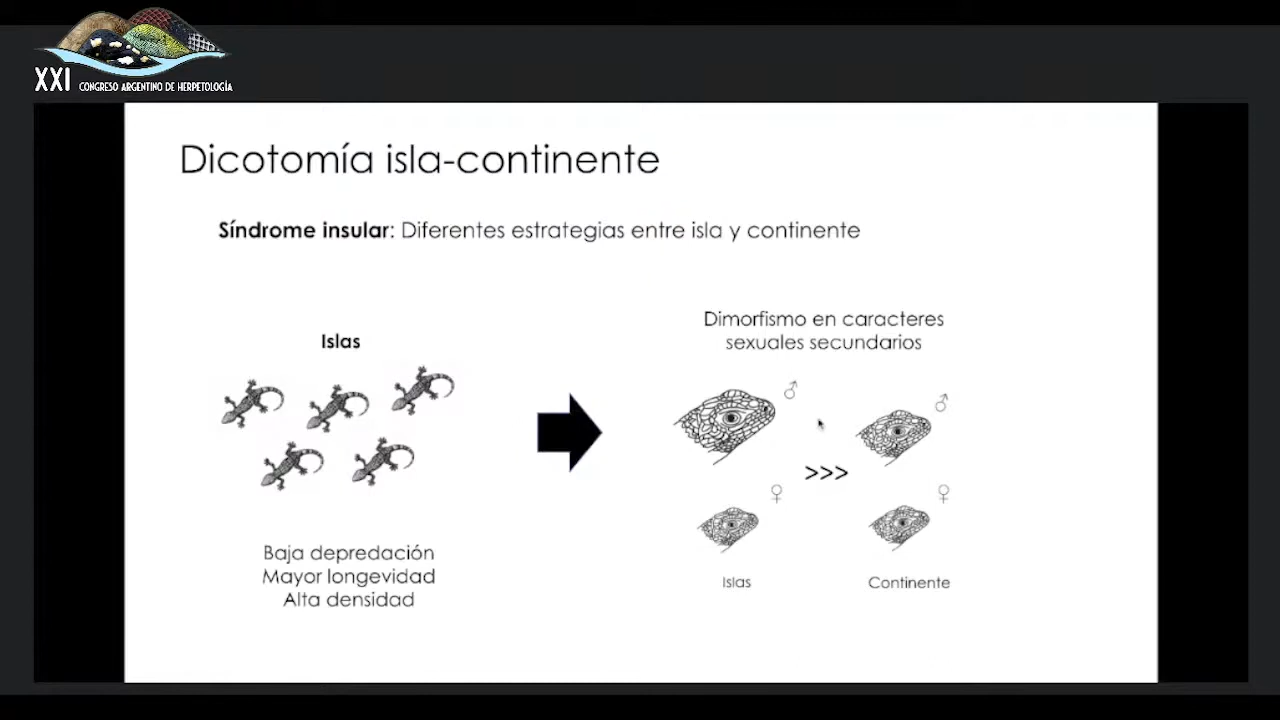 XXI CONGRESO ARGENTINO DE HERPETOLOGÍA
Dicotomía isla-continente
Síndrome insular: Diferentes estrategias entre isla y continente
Islas
Baja depredación
Mayor longevidad
Alta densidad
Dimorfismo en caracteres
sexuales secundarios
♂ ♂
>>>
♀ ♀
Islas Continente